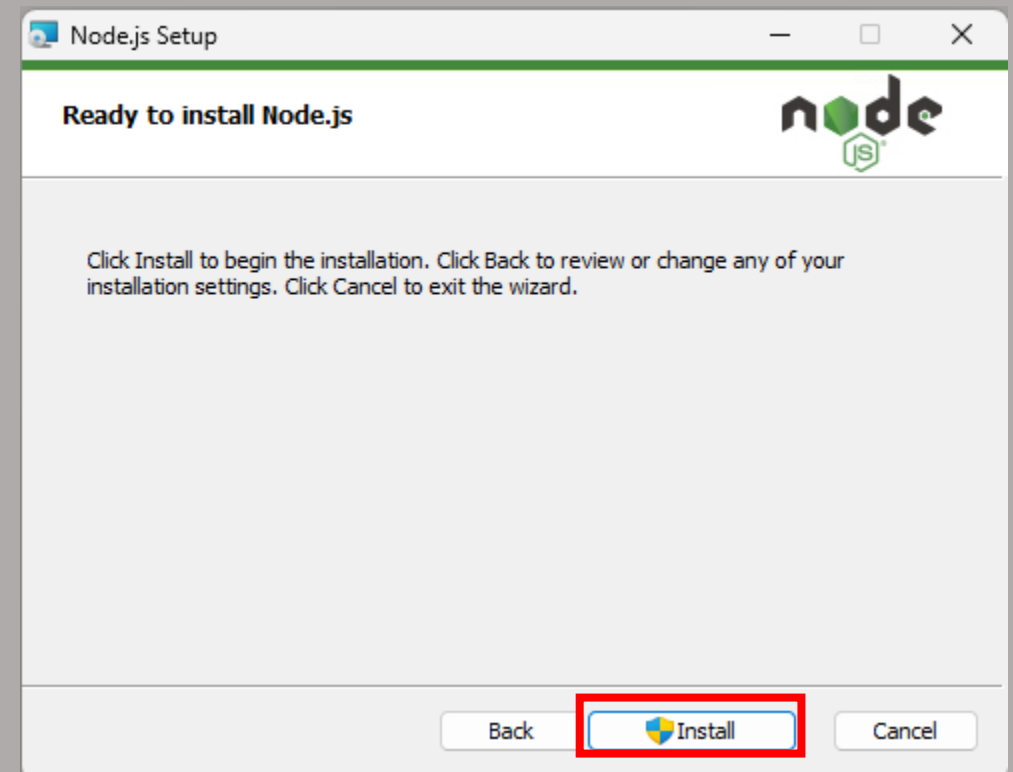 Node.js Setup
Ready to install Node.js
node
JS
Click Install to begin the installation. Click Back to review or change any of your
installation settings. Click Cancel to exit the wizard.
Back
Install
Cancel